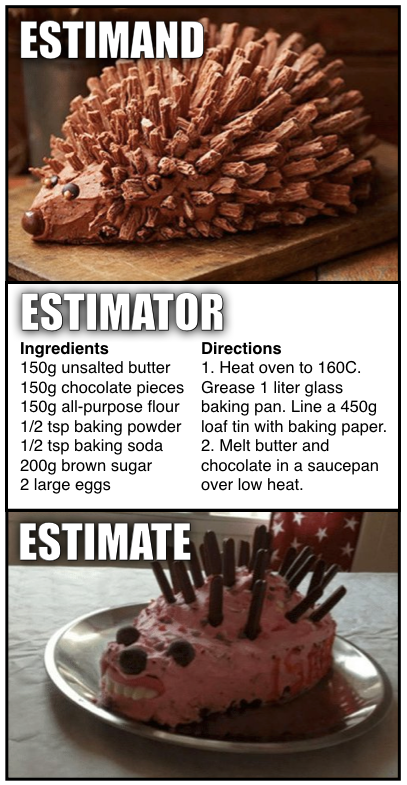 ESTIMAND
ESTIMATOR
Ingredients
150g unsalted butter
150g chocolate pieces
150g all-purpose flour
1/2 tsp baking powder
1/2 tsp baking soda
200g brown sugar
2 large eggs
Directions
1. Heat oven to 160C.
Grease 1 liter glass
baking pan. Line a 450g
loaf tin with baking paper.
2. Melt butter and
chocolate in a saucepan
over low heat.
ESTIMATE